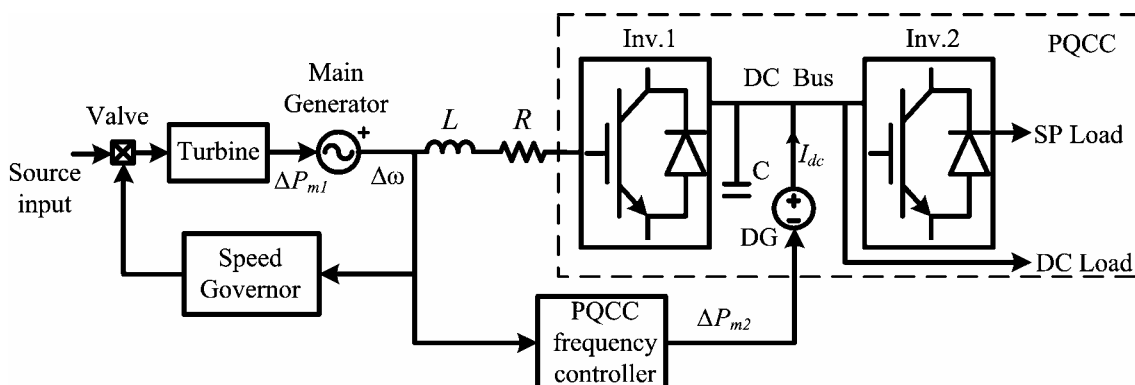 Inv.1
Inv.2
PQCC
Main
Generator
DC Bus
Valve
L
R
+
Turbine
SP Load
Source
input
ΔPm1
Δω
C
Idc
+
-
DG
Speed
Governor
DC Load
PQCC
frequency
controller
ΔPm2